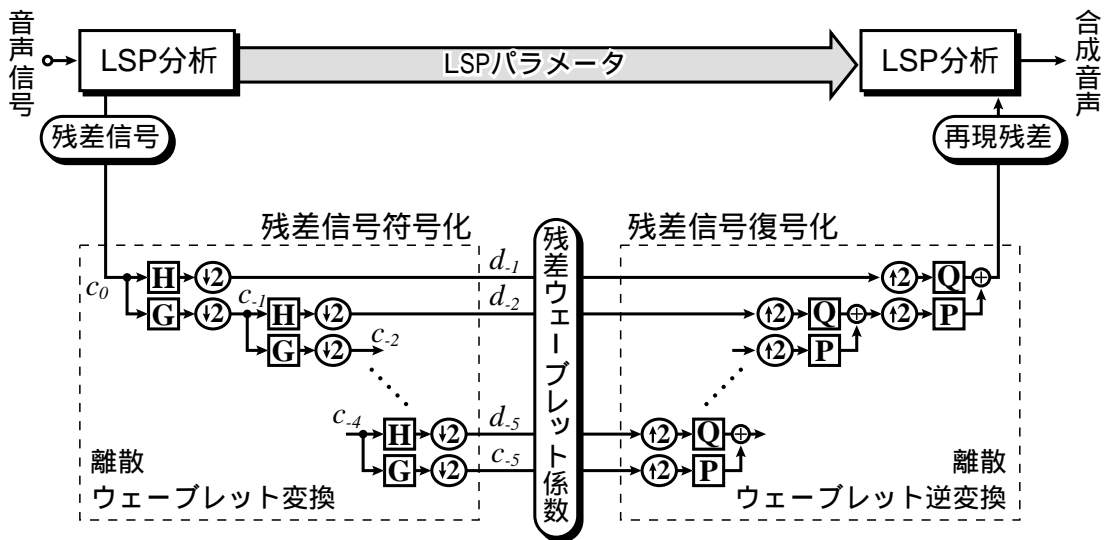 音声信号
LSP分析
LSPパラメータ
LSP分析
合成音声
残差信号
再現残差
残差信号符号化
残差信号復号化
残差ウェーブレット係数
c0
H ↓2
d-1
↑2 Q +
G ↓2
c-1
H ↓2
d-2
↑2 Q + ↑2 P
G ↓2
c-2
↑2 P
c-4
H ↓2
d-5
↑2 Q +
G ↓2
c-5
↑2 P
離散
ウェーブレット変換
離散
ウェーブレット逆変換